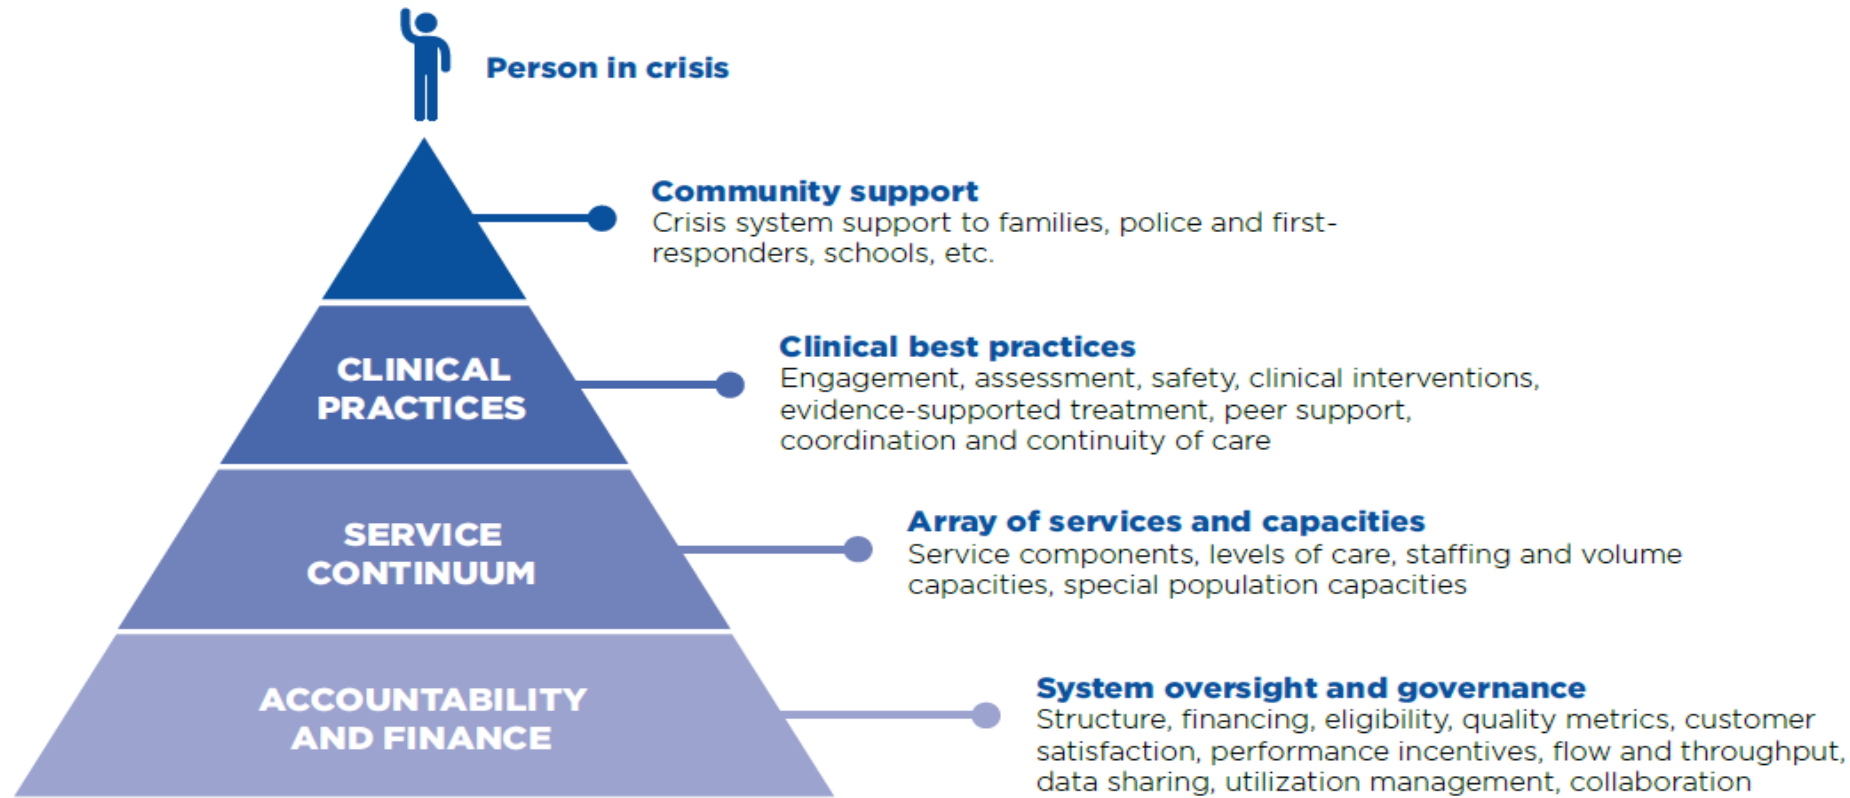 Person in crisis
Community support
Crisis system support to families, police and first-
responders, schools, etc.
CLINICAL
PRACTICES
Clinical best practices
Engagement, assessment, safety, clinical interventions,
evidence-supported treatment, peer support,
coordination and continuity of care
SERVICE
CONTINUUM
Array of services and capacities
Service components, levels of care, staffing and volume
capacities, special population capacities
ACCOUNTABILITY
AND FINANCE
System oversight and governance
Structure, financing, eligibility, quality metrics, customer
satisfaction, performance incentives, flow and throughput,
data sharing, utilization management, collaboration